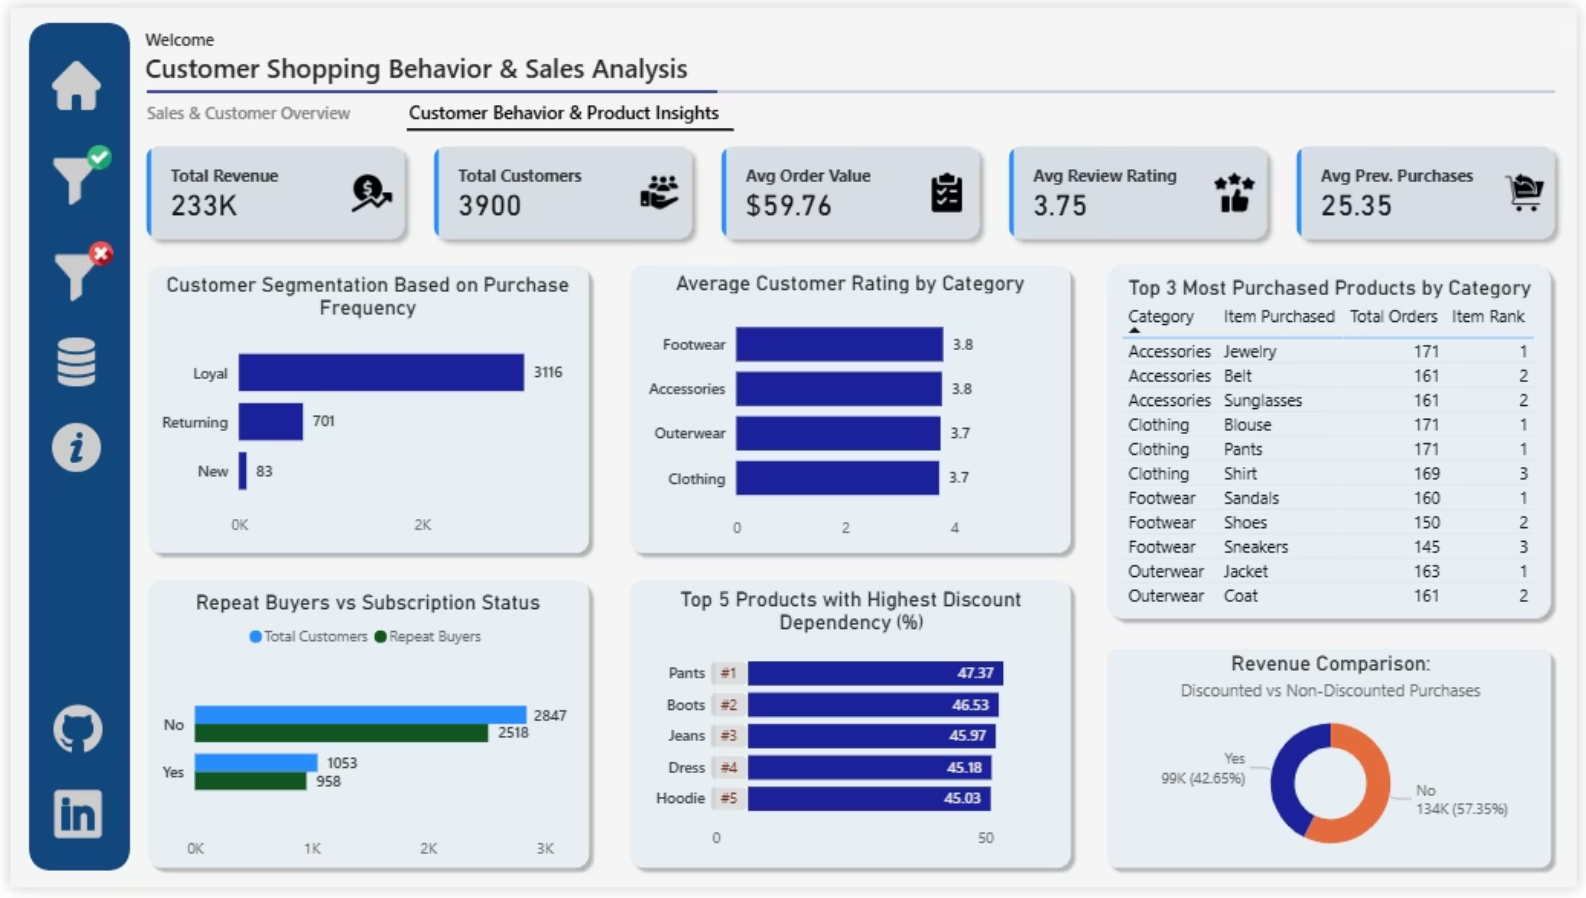 Welcome
Customer Shopping Behavior & Sales Analysis
Sales & Customer Overview
Customer Behavior & Product Insights
Total Revenue
233K
Total Customers
3900
Avg Order Value
$59.76
Avg Review Rating
3.75
Avg Prev. Purchases
25.35
Customer Segmentation Based on Purchase
Frequency
Loyal 3116
Returning 701
New 83
0K 2K
Average Customer Rating by Category
Footwear 3.8
Accessories 3.8
Outerwear 3.7
Clothing 3.7
0 2 4
Top 3 Most Purchased Products by Category
Category Item Purchased Total Orders Item Rank
Accessories Jewelry 171 1
Accessories Belt 161 2
Accessories Sunglasses 161 2
Clothing Blouse 171 1
Clothing Pants 171 1
Clothing Shirt 169 3
Footwear Sandals 160 1
Footwear Shoes 150 2
Footwear Sneakers 145 3
Outerwear Jacket 163 1
Outerwear Coat 161 2
Repeat Buyers vs Subscription Status
Total Customers Repeat Buyers
No 2847
2518
Yes 1053
958
0K 1K 2K 3K
Top 5 Products with Highest Discount
Dependency (%)
Pants #1 47.37
Boots #2 46.53
Jeans #3 45.97
Dress #4 45.18
Hoodie #5 45.03
0 50
Revenue Comparison:
Discounted vs Non-Discounted Purchases
Yes
99K (42.65%)
No
134K (57.35%)
i
in